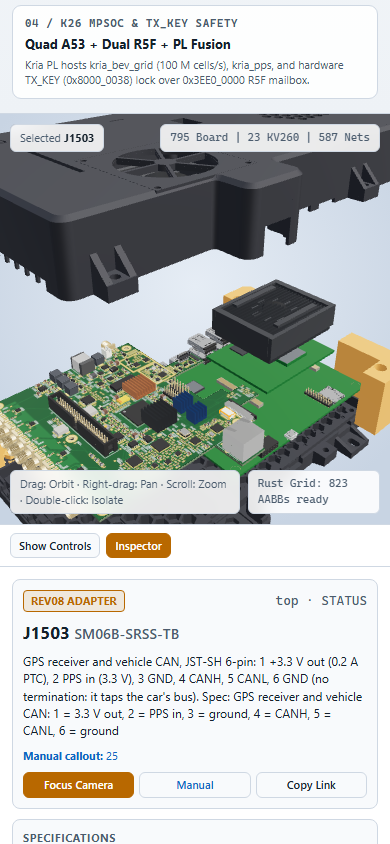 04 / K26 MPSOC & TX_KEY SAFETY
Quad A53 + Dual R5F + PL Fusion
Kria PL hosts kria_bev_grid (100 M cells/s), kria_pps, and hardware
TX_KEY (0x8000_0038) lock over 0x3EE0_0000 R5F mailbox.
Selected J1503
795 Board | 23 KV260 | 587 Nets
Drag: Orbit · Right-drag: Pan · Scroll: Zoom
· Double-click: Isolate
Rust Grid: 823
AABBs ready
Show Controls
Inspector
REV08 ADAPTER
top · STATUS
J1503 SM06B-SRSS-TB
GPS receiver and vehicle CAN, JST-SH 6-pin: 1 +3.3 V out (0.2 A
PTC), 2 PPS in (3.3 V), 3 GND, 4 CANH, 5 CANL, 6 GND (no
termination: it taps the car's bus). Spec: GPS receiver and vehicle
CAN: 1 = 3.3 V out, 2 = PPS in, 3 = ground, 4 = CANH, 5 =
CANL, 6 = ground
Manual callout: 25
Focus Camera
Manual
Copy Link
SPECIFICATIONS